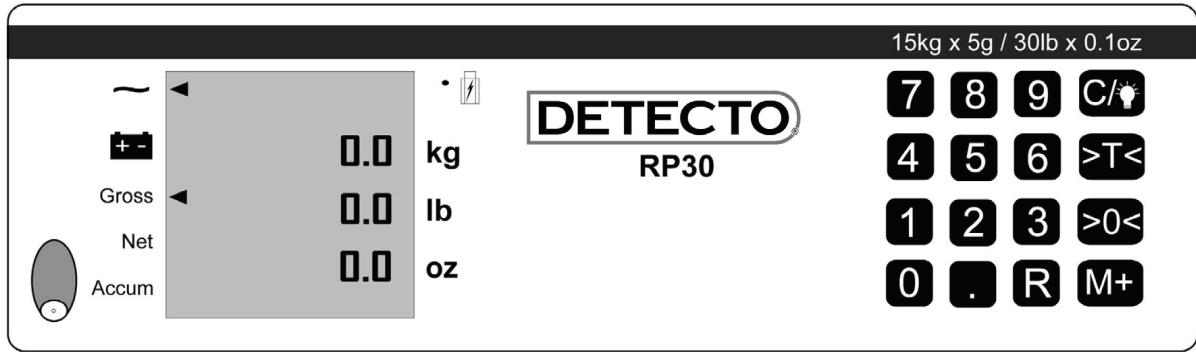 15kg x 5g / 30lb x 0.1oz
~
+ -
Gross
Net
Accum
0.0 kg
0.0 lb
0.0 oz
DETECTO®
RP30
7 8 9 C/
4 5 6 >T<
1 2 3 >0<
0 . R M+